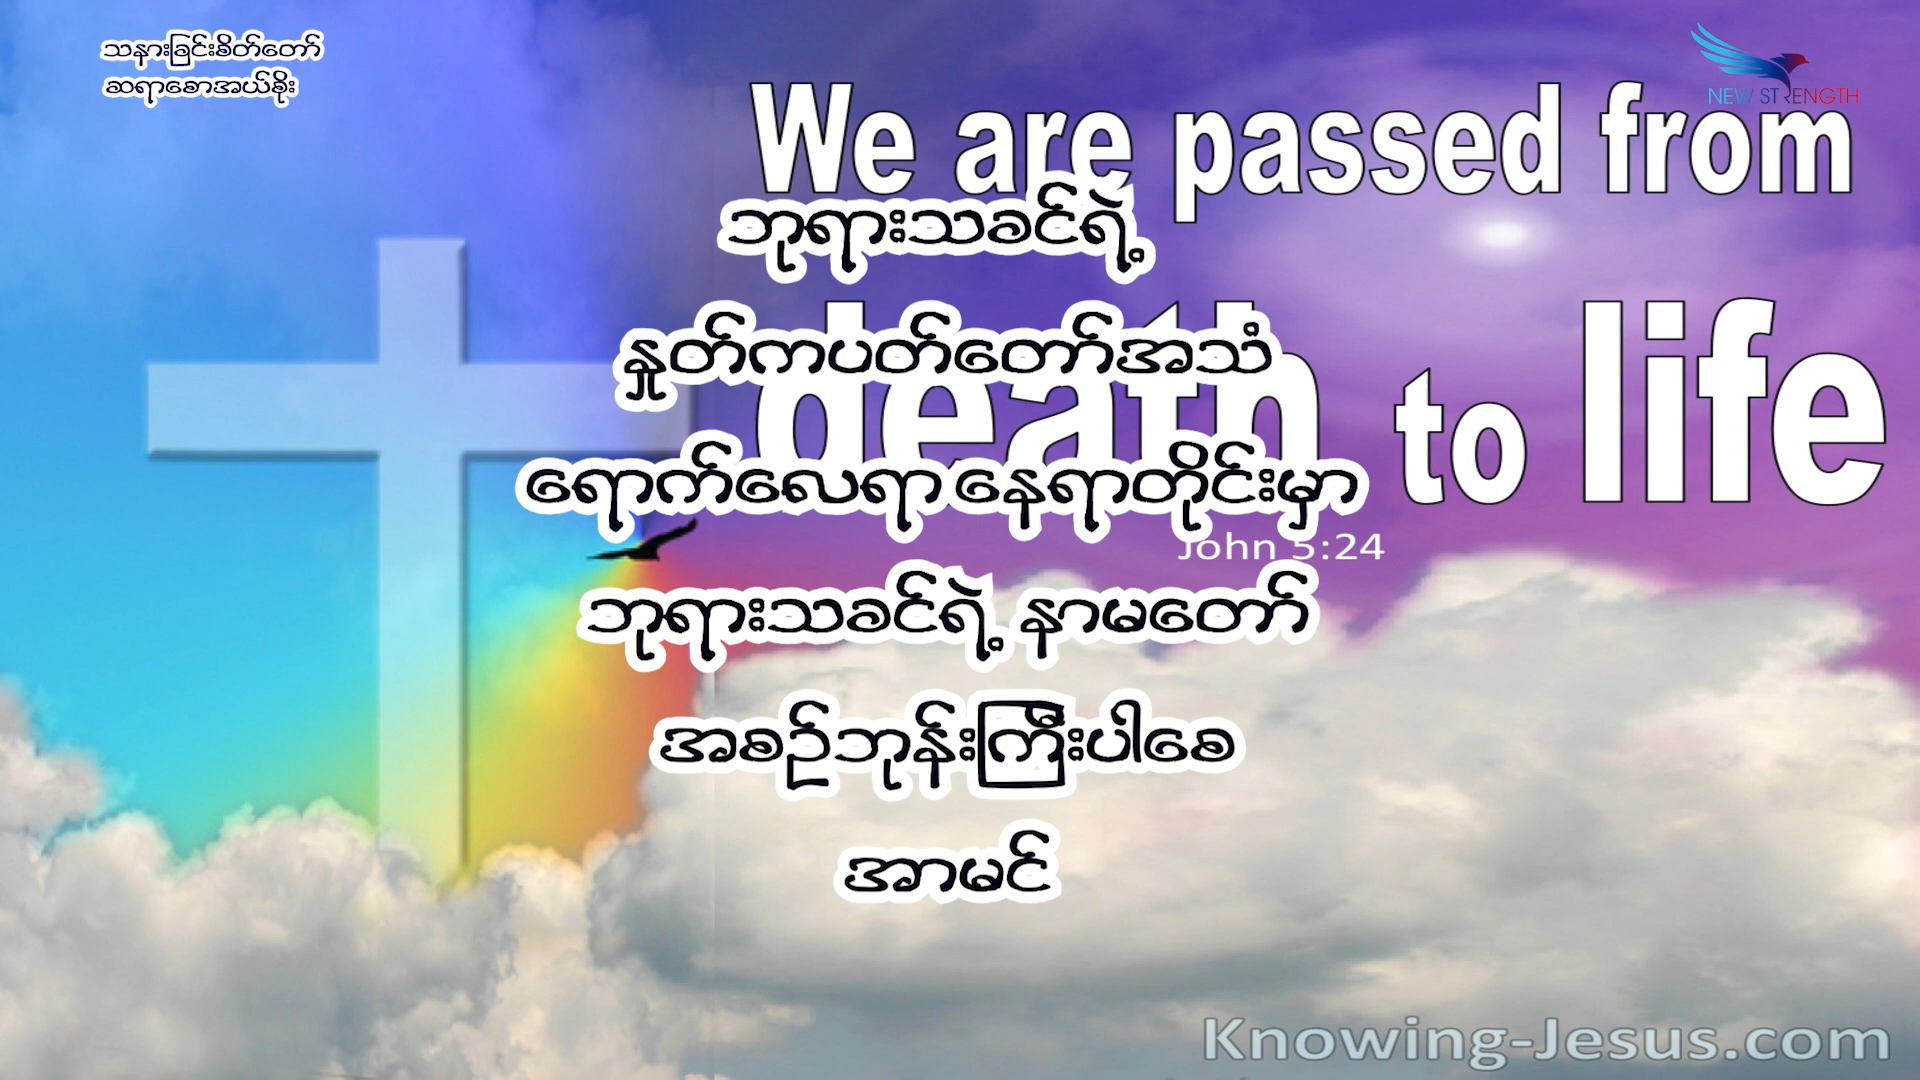 သနားခြင်းမိတ်တော်
ဆရာစောအယ်ခိုး
NEW STRENGTH
We are passed from
death to life
John 5:24
ဘုရားသခင်ရဲ့
နှုတ်ကပတ်တော်အသံ
ရောက်လေရာ နေရာတိုင်းမှာ
ဘုရားသခင်ရဲ့ နာမတော်
အစဉ်ဘုန်းကြီးပါစေ
အာမင်
Knowing-Jesus.com